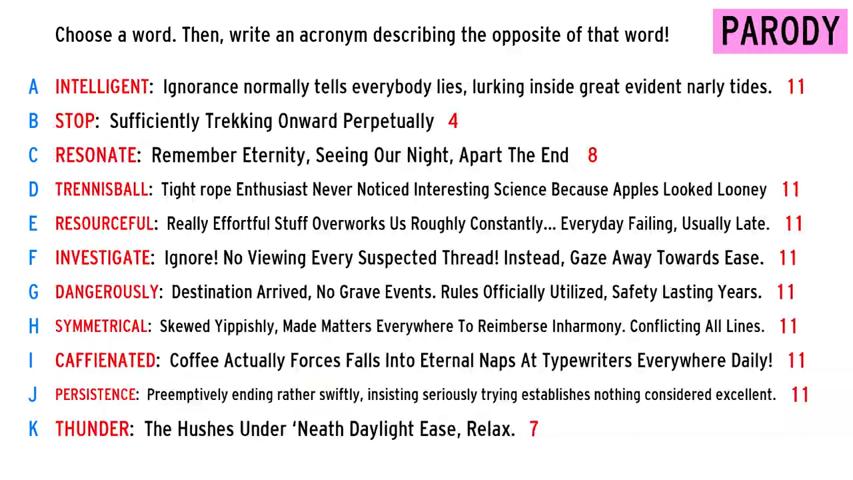 Choose a word. Then, write an acronym describing the opposite of that word!
PARODY
A INTELLIGENT: Ignorance normally tells everybody lies, lurking inside great evident narly tides. 11
B STOP: Sufficiently Trekking Onward Perpetually 4
C RESONATE: Remember Eternity, Seeing Our Night, Apart The End 8
D TRENNISBALL: Tight rope Enthusiast Never Noticed Interesting Science Because Apples Looked Looney 11
E RESOURCEFUL: Really Effortful Stuff Overworks Us Roughly Constantly... Everyday Failing, Usually Late. 11
F INVESTIGATE: Ignore! No Viewing Every Suspected Thread! Instead, Gaze Away Towards Ease. 11
G DANGEROUSLY: Destination Arrived, No Grave Events. Rules Officially Utilized, Safety Lasting Years. 11
H SYMMETRICAL: Skewed Yippishly, Made Matters Everywhere To Reimberse Inharmony. Conflicting All Lines. 11
I CAFFIENATED: Coffee Actually Forces Falls Into Eternal Naps At Typewriters Everywhere Daily! 11
J PERSISTENCE: Preemptively ending rather swiftly, insisting seriously trying establishes nothing considered excellent. 11
K THUNDER: The Hushes Under ‘Neath Daylight Ease, Relax. 7